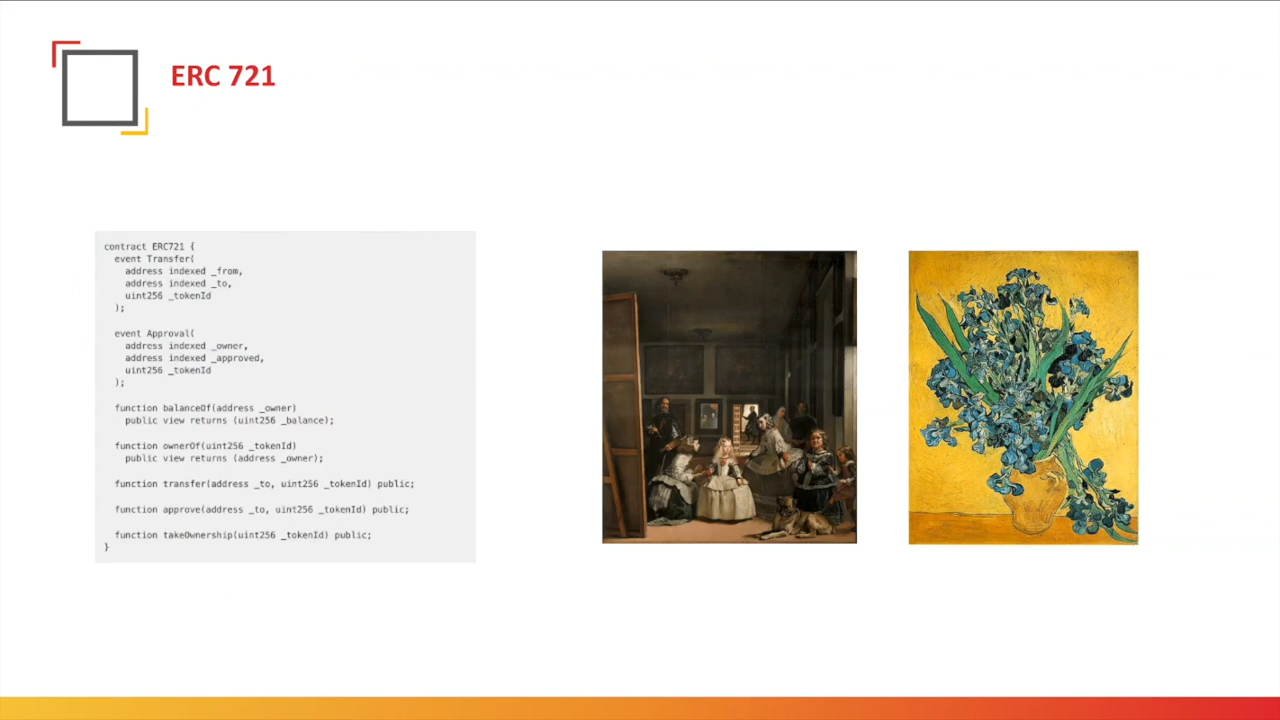 ERC 721
contract ERC721 {
event Transfer(
address indexed _from,
address indexed _to,
uint256 _tokenId
);
event Approval(
address indexed _owner,
address indexed _approved,
uint256 _tokenId
);
function balanceOf(address _owner)
public view returns (uint256 _balance);
function ownerOf(uint256 _tokenId)
public view returns (address _owner);
function transfer(address _to, uint256 _tokenId) public;
function approve(address _to, uint256 _tokenId) public;
function takeOwnership(uint256 _tokenId) public;
}